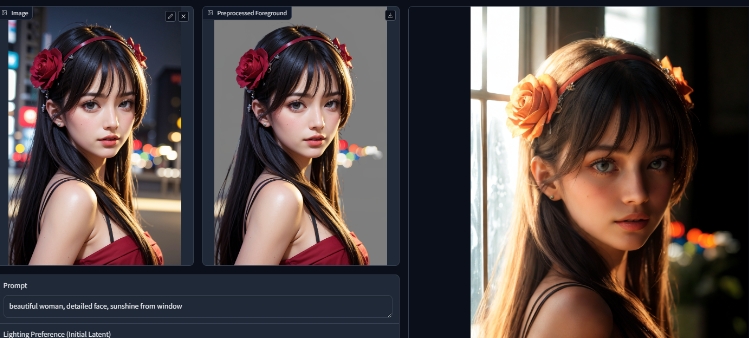 Image
Preprocessed Foreground
Prompt
beautiful woman, detailed face, sunshine from window
Lighting Preference (Initial Latent)